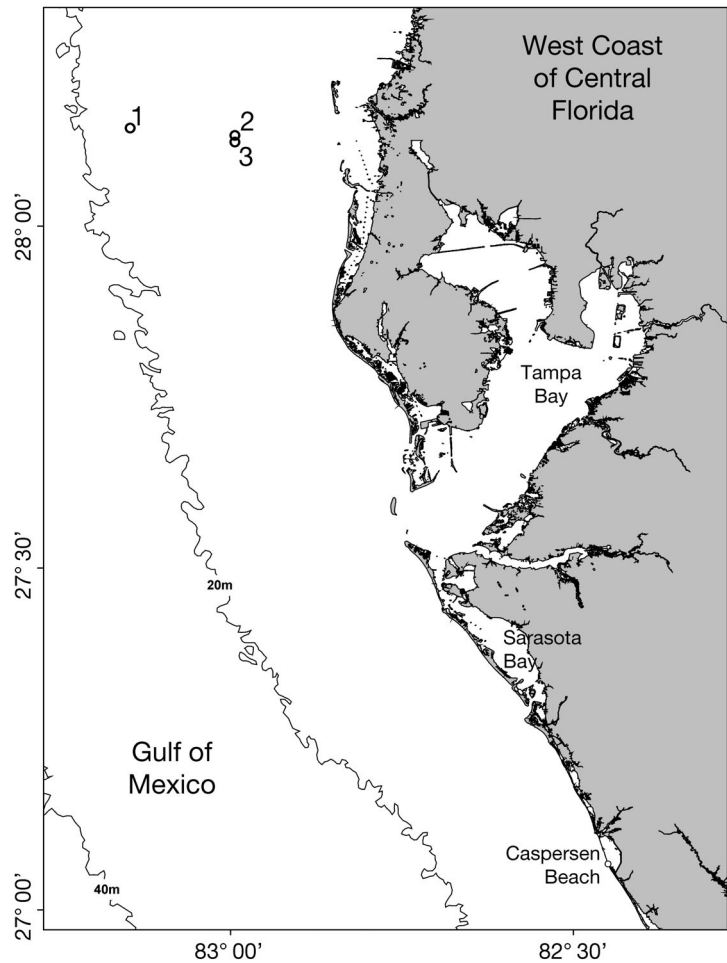 West Coast
of Central
Florida
1
2
3
28° 00'
Tampa
Bay
27° 30'
20m
Sarasota
Bay
Gulf of
Mexico
Caspersen
Beach
40m
27° 00'
83° 00'
82° 30'